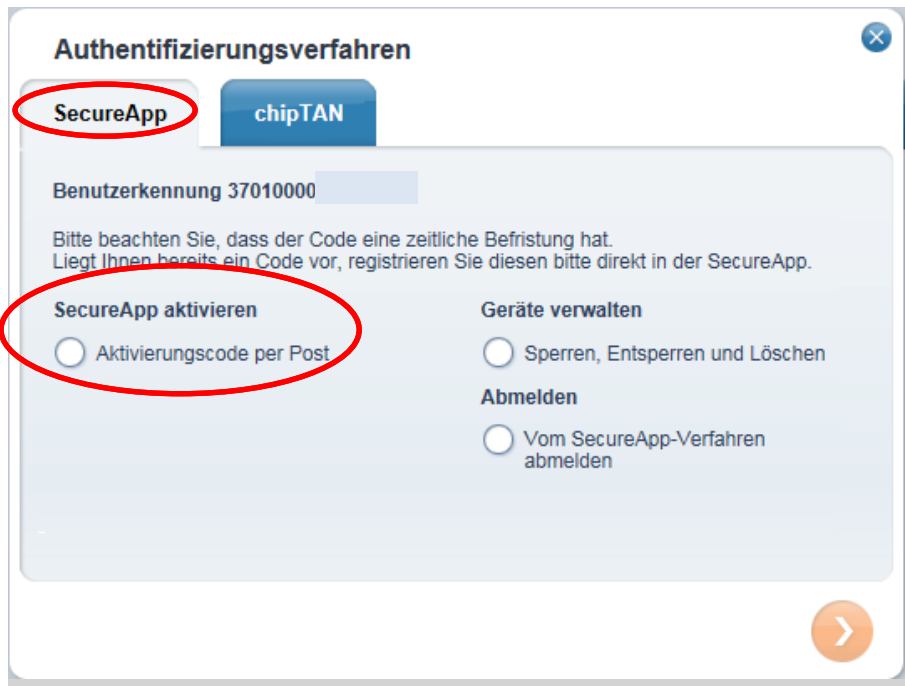 Authentifizierungsverfahren
SecureApp
chipTAN
Benutzerkennung 37010000
Bitte beachten Sie, dass der Code eine zeitliche Befristung hat.
Liegt Ihnen bereits ein Code vor, registrieren Sie diesen bitte direkt in der SecureApp.
SecureApp aktivieren
Aktivierungscode per Post
Geräte verwalten
Sperren, Entsperren und Löschen
Abmelden
Vom SecureApp-Verfahren
abmelden